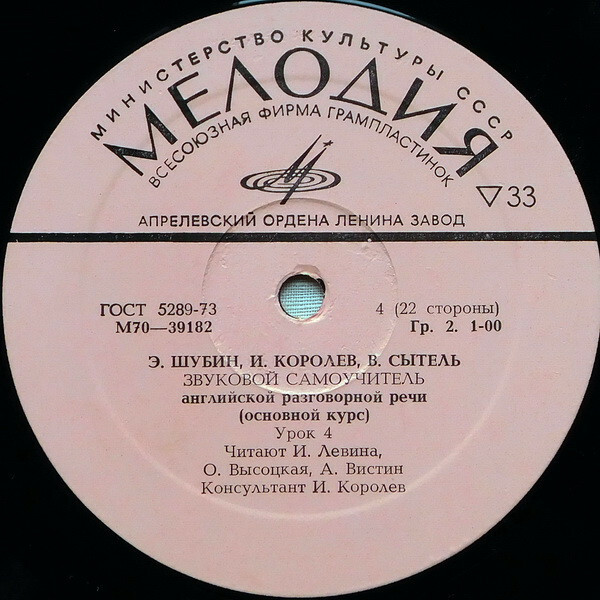 МИНИСТЕРСТВО КУЛЬТУРЫ СССР
МЕЛОДИЯ
ВСЕСОЮЗНАЯ ФИРМА ГРАМПЛАСТИНОК
▽33
АПРЕЛЕВСКИЙ ОРДЕНА ЛЕНИНА ЗАВОД
ГОСТ 5289-73
4 (22 стороны)
М70—39182
Гр. 2. 1-00
Э. ШУБИН, И. КОРОЛЕВ, В. СЫТЕЛЬ
ЗВУКОВОЙ САМОУЧИТЕЛЬ
английской разговорной речи
(основной курс)
Урок 4
Читают И. Левина,
О. Высоцкая, А. Вистин
Консультант И. Королев